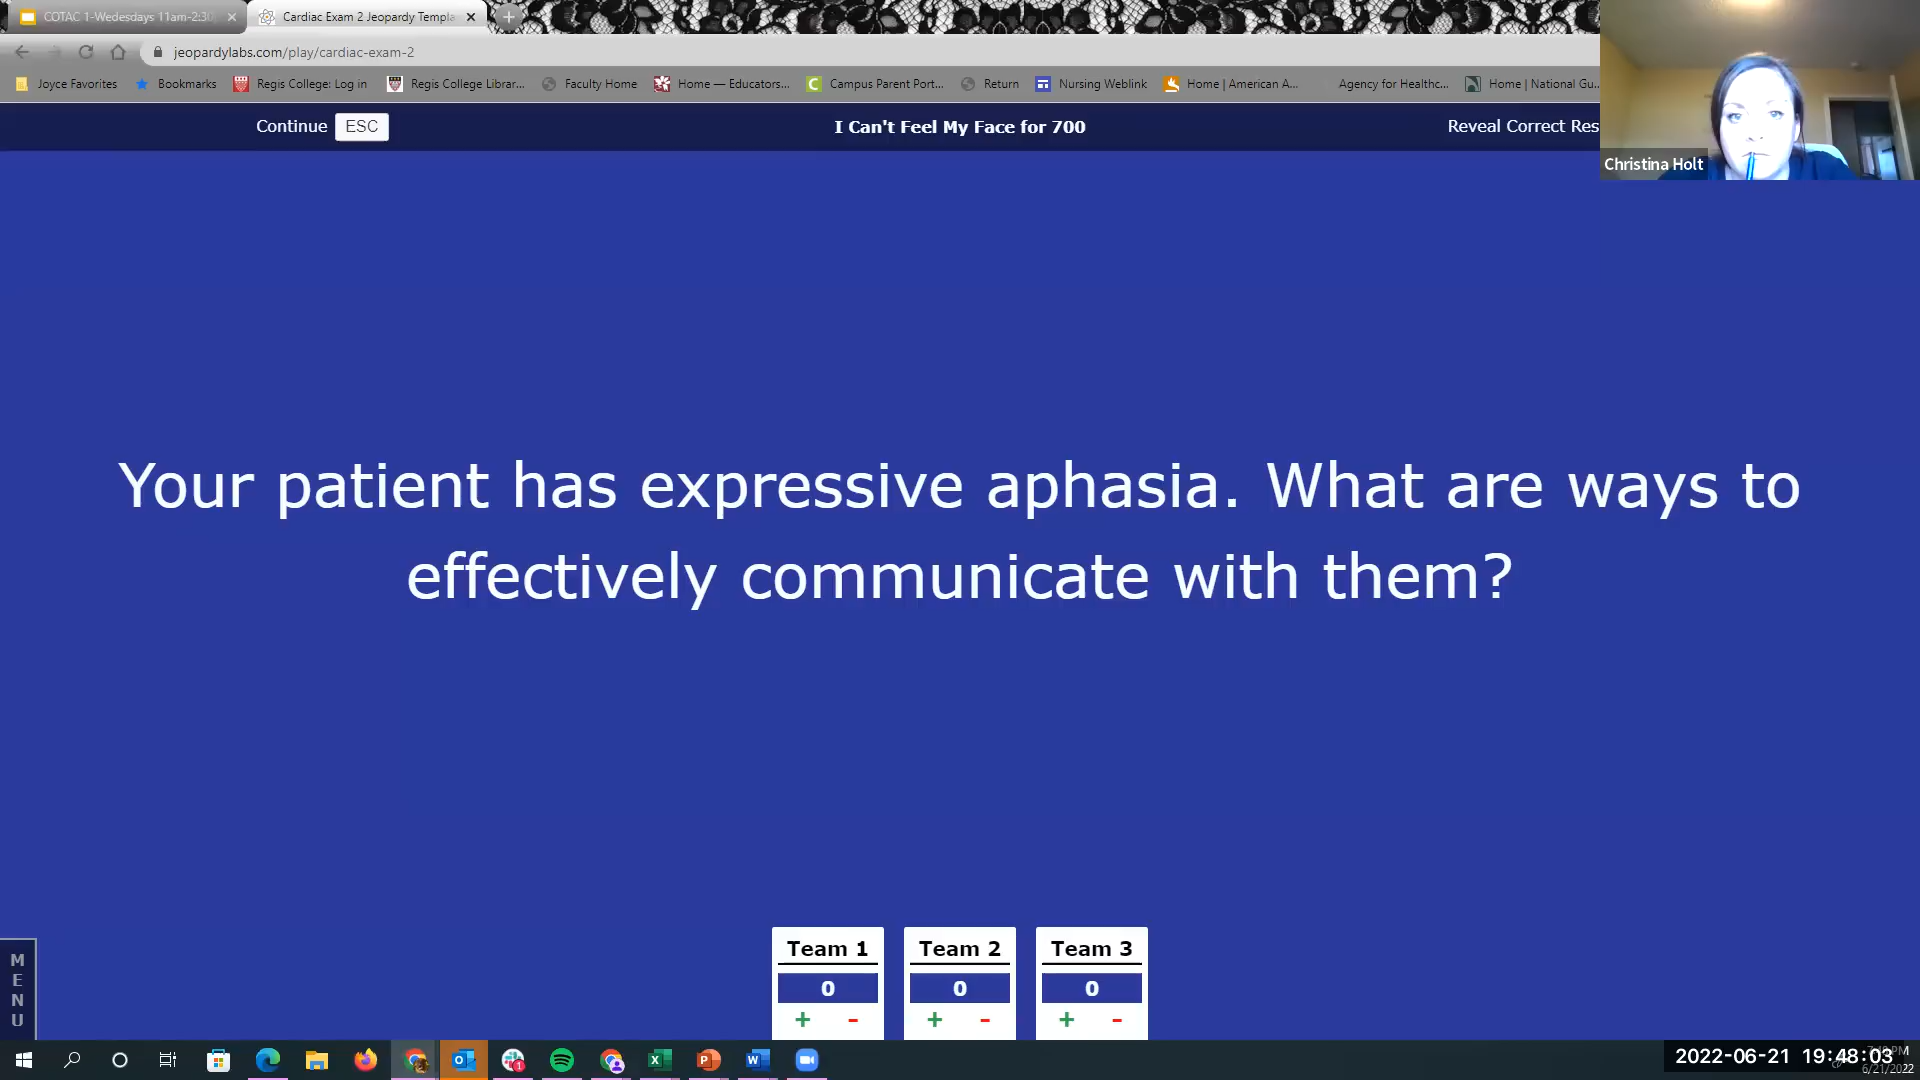 COTAC 1-Wedesdays 11am-2:30
Cardiac Exam 2 Jeopardy Templa
jeopardylabs.com/play/cardiac-exam-2
Joyce Favorites
Bookmarks
Regis College: Log in
Regis College Librar...
Faculty Home
Home — Educators...
Campus Parent Port...
Return
Nursing Weblink
Home | American A...
Agency for Healthc...
Home | National Gu...
Continue ESC
I Can't Feel My Face for 700
Reveal Correct Res
Christina Holt
Your patient has expressive aphasia. What are ways to
effectively communicate with them?
MENU
Team 1
0
+ -
Team 2
0
+ -
Team 3
0
+ -
2022-06-21 19:48:03
6/21/2022